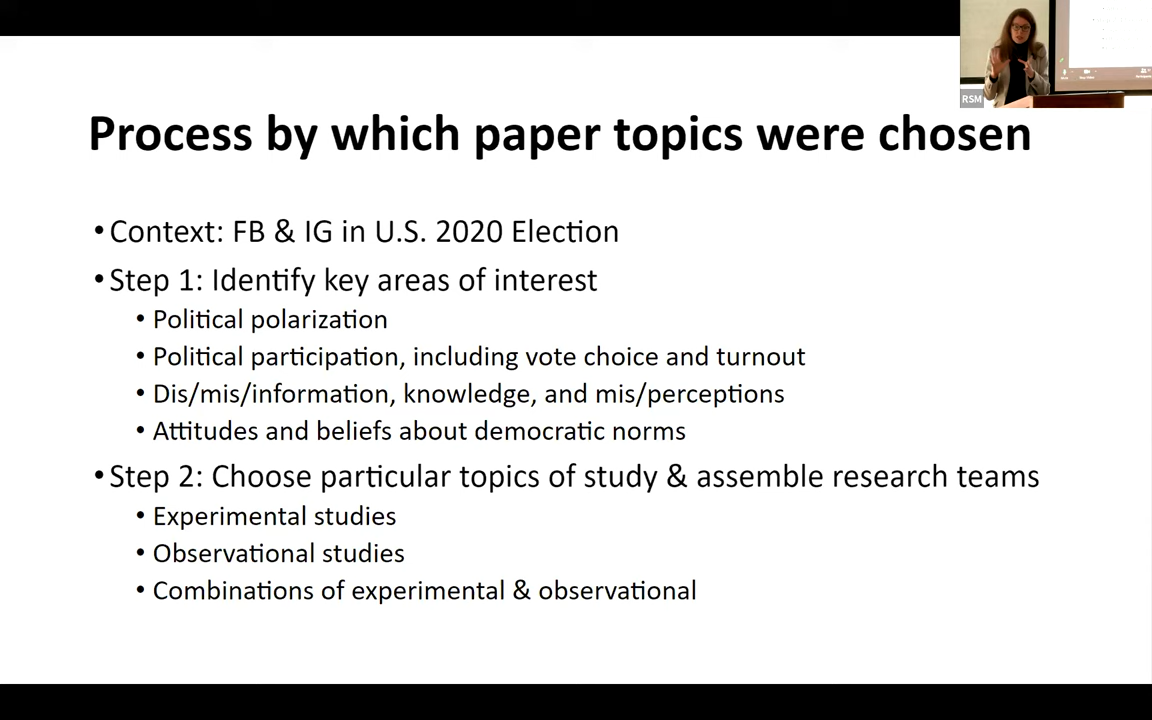 RSM
Process by which paper topics were chosen
• Context: FB & IG in U.S. 2020 Election
• Step 1: Identify key areas of interest
• Political polarization
• Political participation, including vote choice and turnout
• Dis/mis/information, knowledge, and mis/perceptions
• Attitudes and beliefs about democratic norms
• Step 2: Choose particular topics of study & assemble research teams
• Experimental studies
• Observational studies
• Combinations of experimental & observational